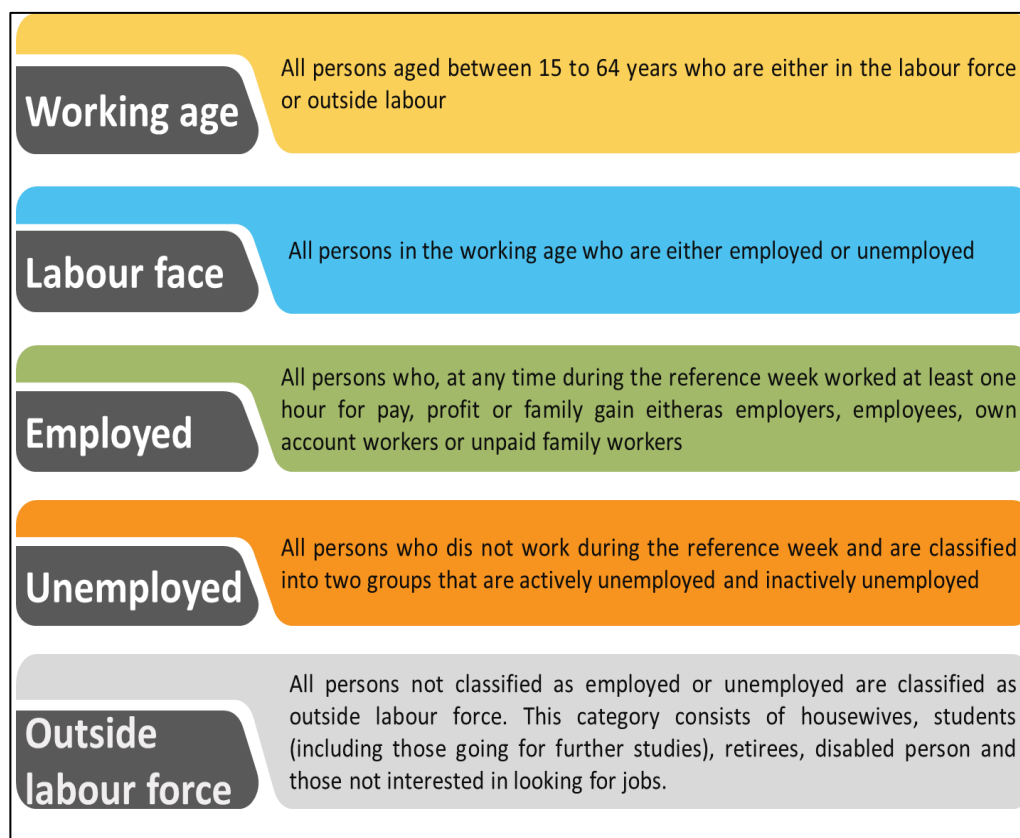 Working age
All persons aged between 15 to 64 years who are either in the labour force
or outside labour
Labour face
All persons in the working age who are either employed or unemployed
Employed
All persons who, at any time during the reference week worked at least one
hour for pay, profit or family gain eitheras employers, employees, own
account workers or unpaid family workers
Unemployed
All persons who dis not work during the reference week and are classified
into two groups that are actively unemployed and inactively unemployed
Outside
labour force
All persons not classified as employed or unemployed are classified as
outside labour force. This category consists of housewives, students
(including those going for further studies), retirees, disabled person and
those not interested in looking for jobs.